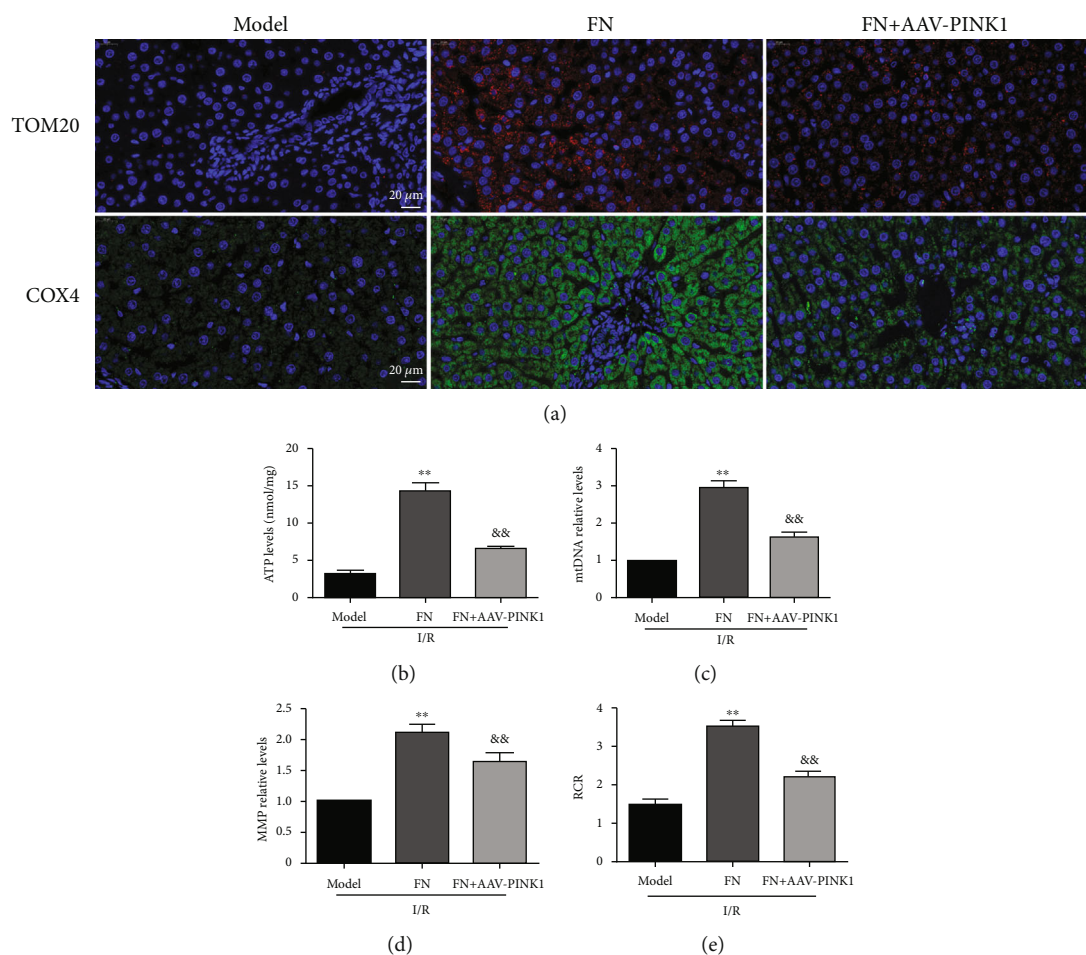 Model FN FN+AAV-PINK1
TOM20
20 µm
COX4
20 µm
(a)
20
15
10
5
0
ATP levels (nmol/mg)
**
&&
Model FN FN+AAV-PINK1
I/R
(b)
4
3
2
1
0
mtDNA relative levels
**
&&
Model FN FN+AAV-PINK1
I/R
(c)
2.5
2.0
1.5
1.0
0.5
0
MMP relative levels
**
&&
Model FN FN+AAV-PINK1
I/R
(d)
4
3
2
1
0
RCR
**
&&
Model FN FN+AAV-PINK1
I/R
(e)